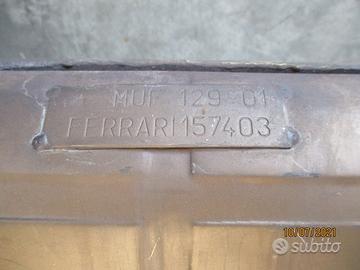 MUF 129 01
FERRARI157403
10/07/2021
subito